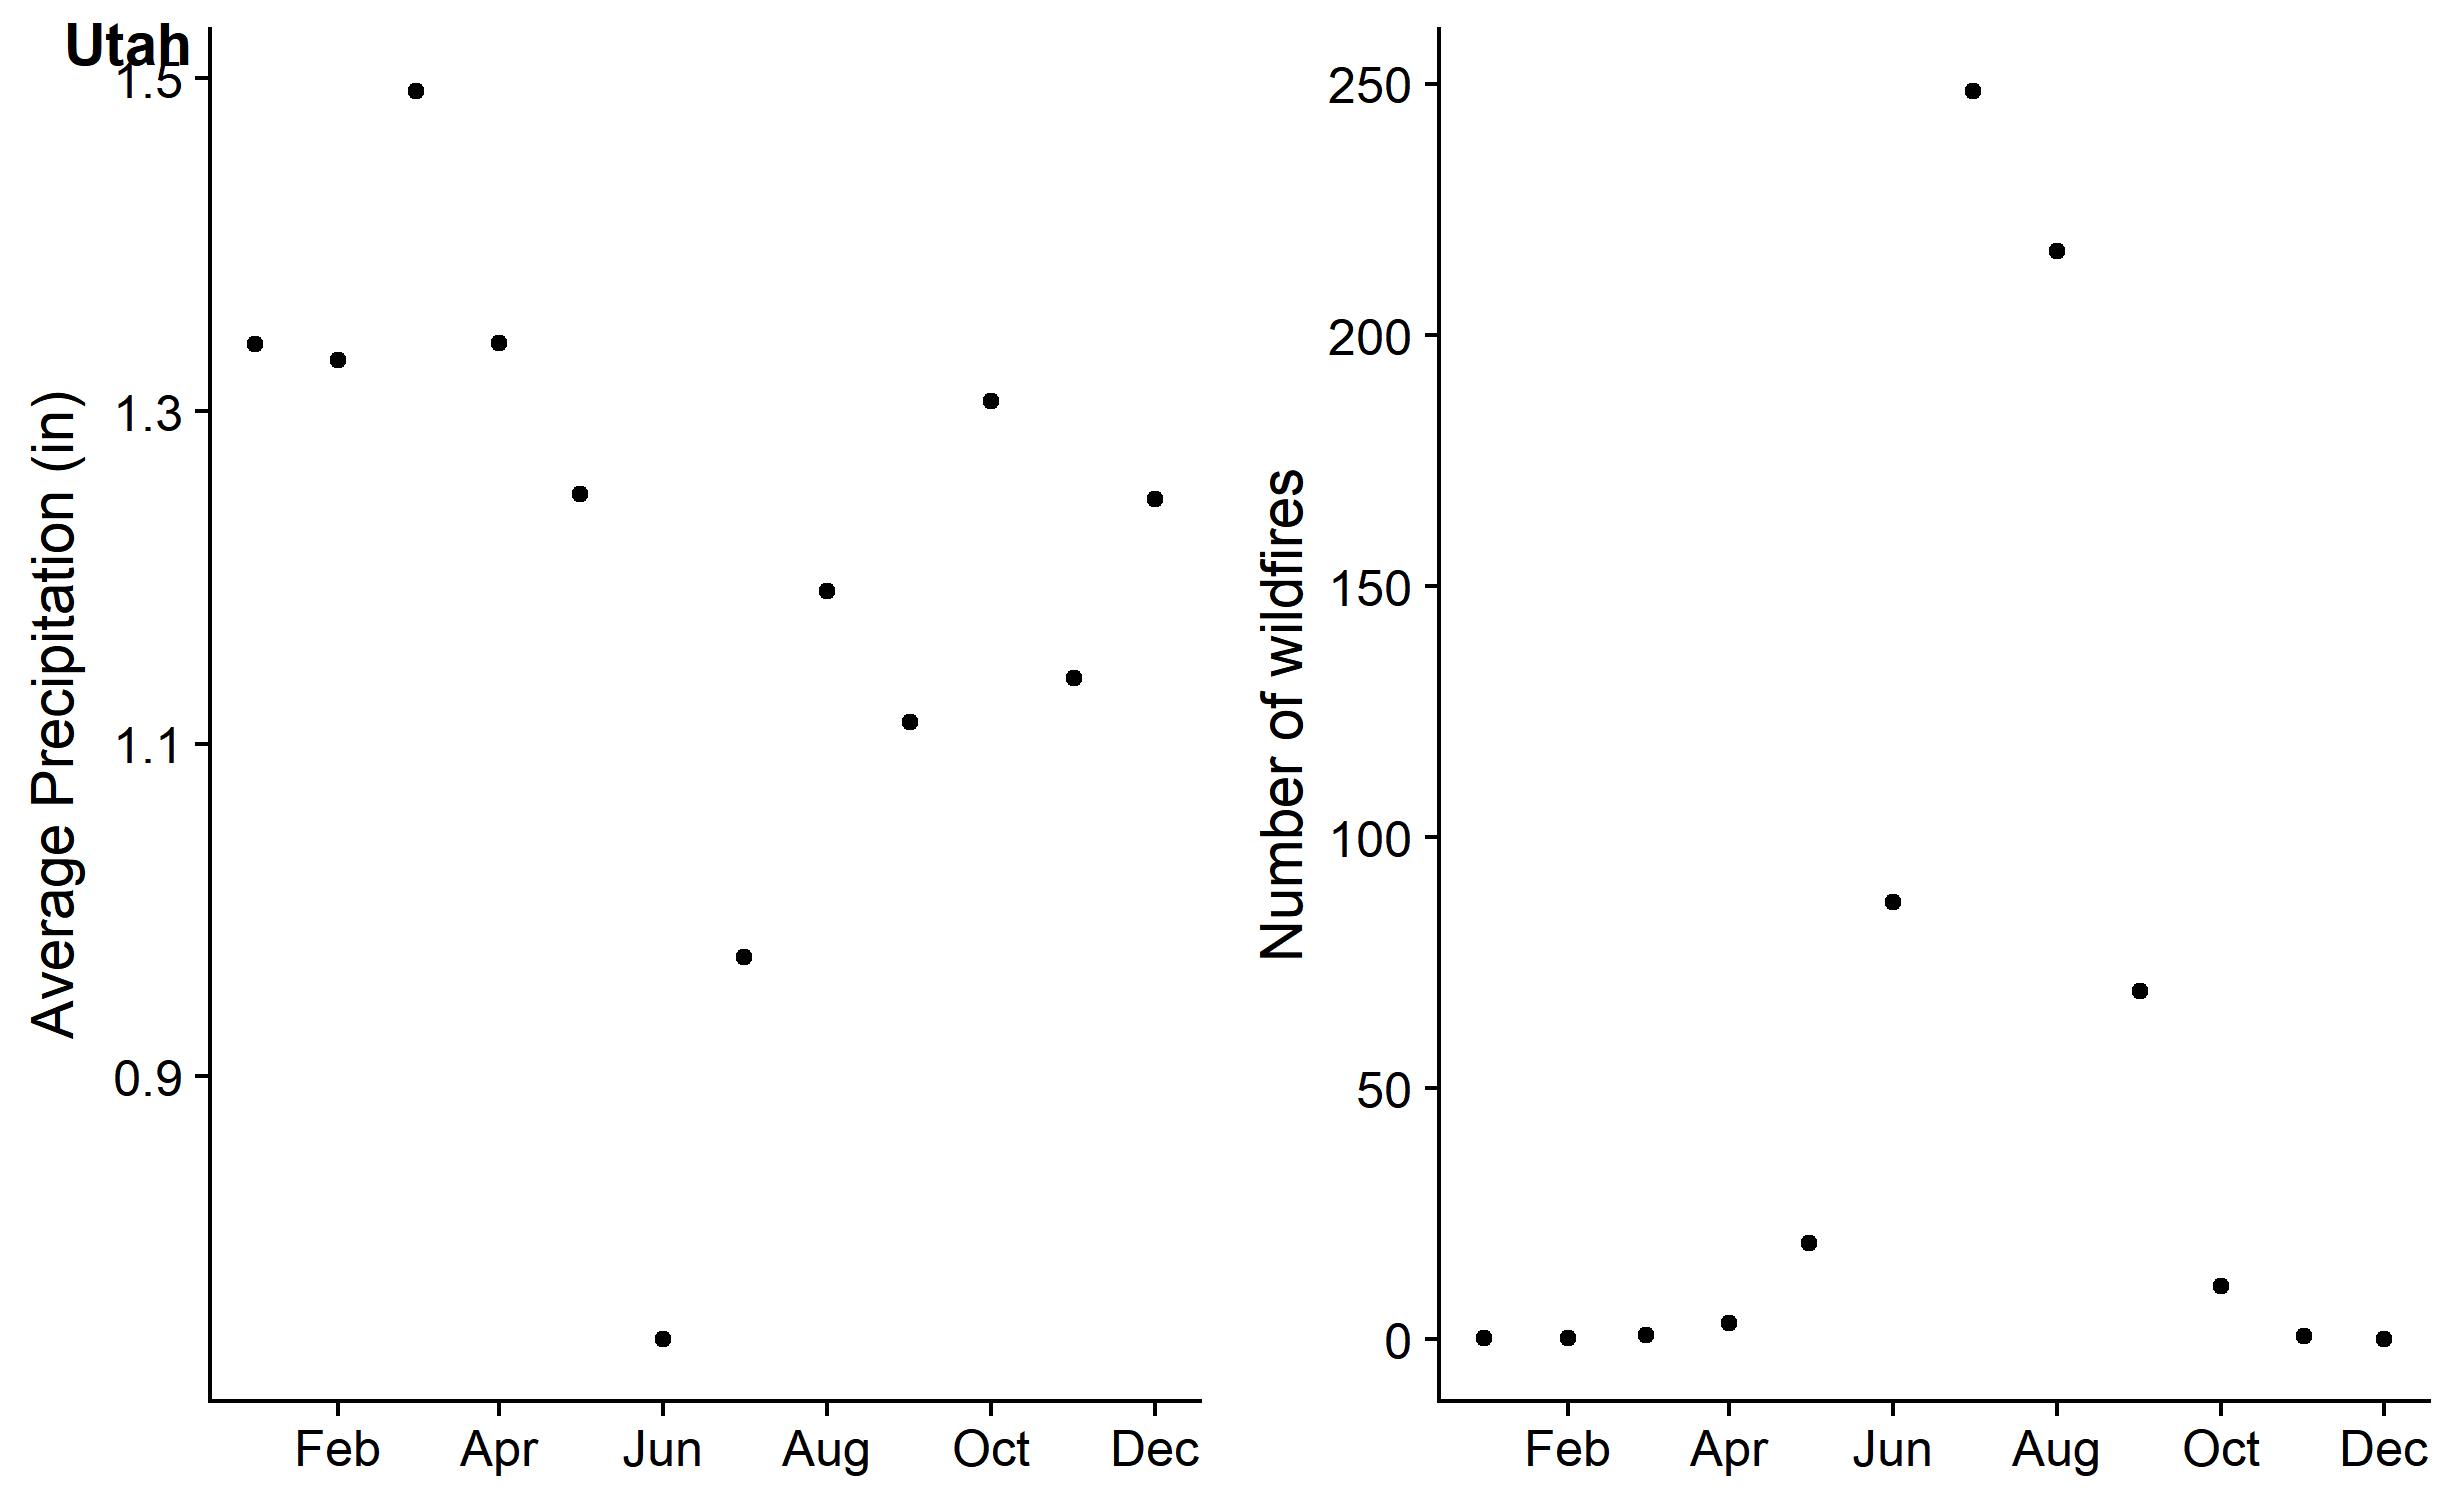 Utah
Average Precipitation (in)
1.5
1.3
1.1
0.9
Feb Apr Jun Aug Oct Dec
Number of wildfires
250
200
150
100
50
0
Feb Apr Jun Aug Oct Dec